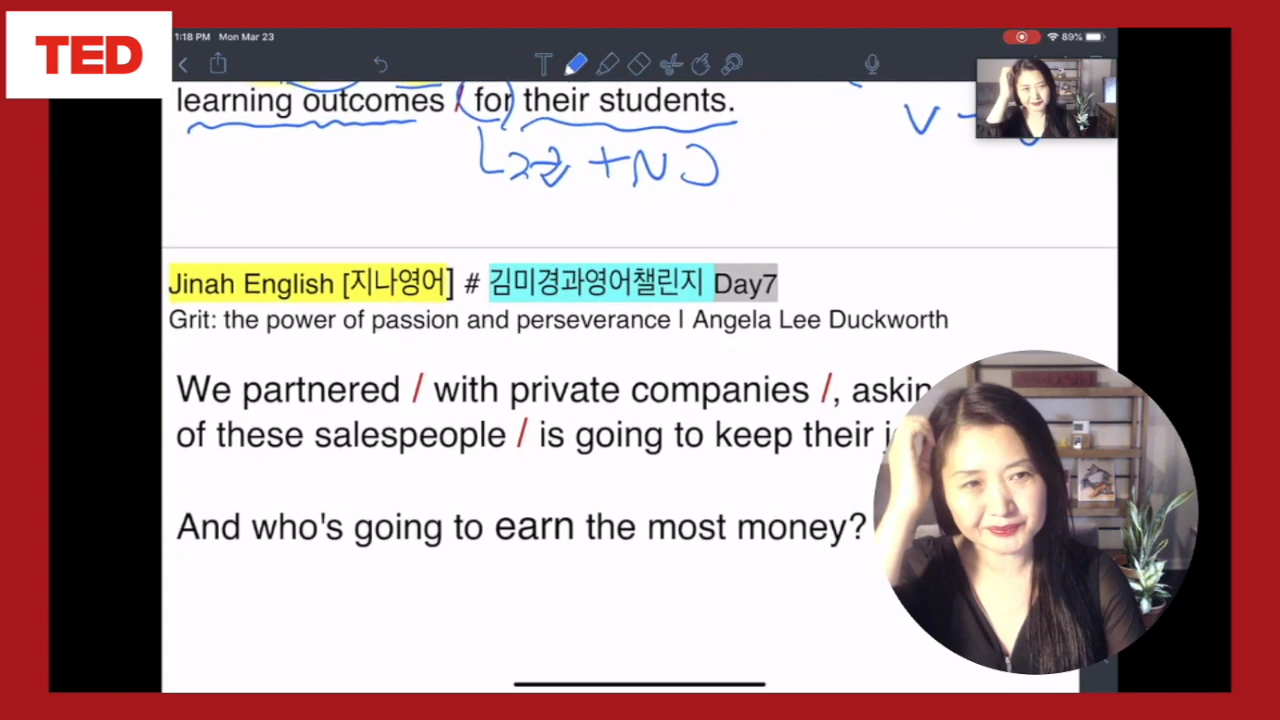 TED
1:18 PM Mon Mar 23
89%
learning outcomes / for their students.
V
+N
Jinah English [지나영어] # 김미경과영어챌린지 Day7
Grit: the power of passion and perseverance I Angela Lee Duckworth
We partnered / with private companies /, askin
of these salespeople / is going to keep their j
And who's going to earn the most money?